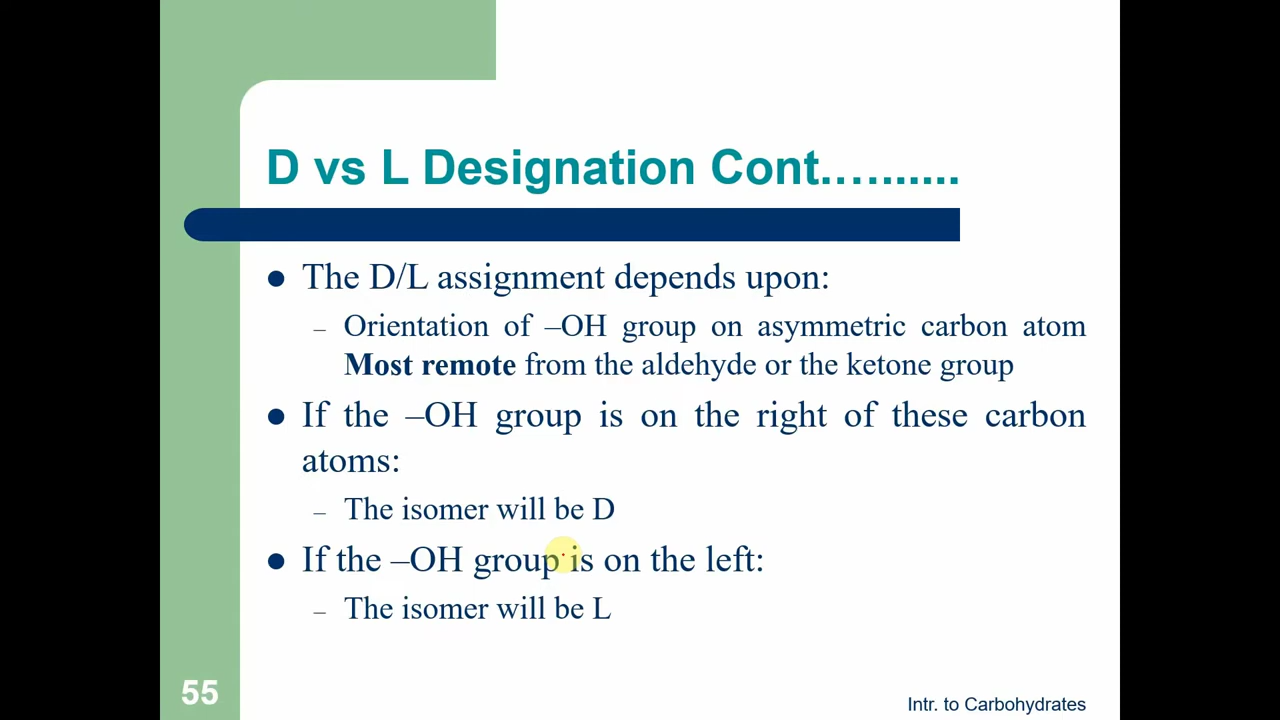 D vs L Designation Cont…........
The D/L assignment depends upon:
– Orientation of –OH group on asymmetric carbon atom
Most remote from the aldehyde or the ketone group
If the –OH group is on the right of these carbon
atoms:
– The isomer will be D
If the –OH group is on the left:
– The isomer will be L
55
Intr. to Carbohydrates